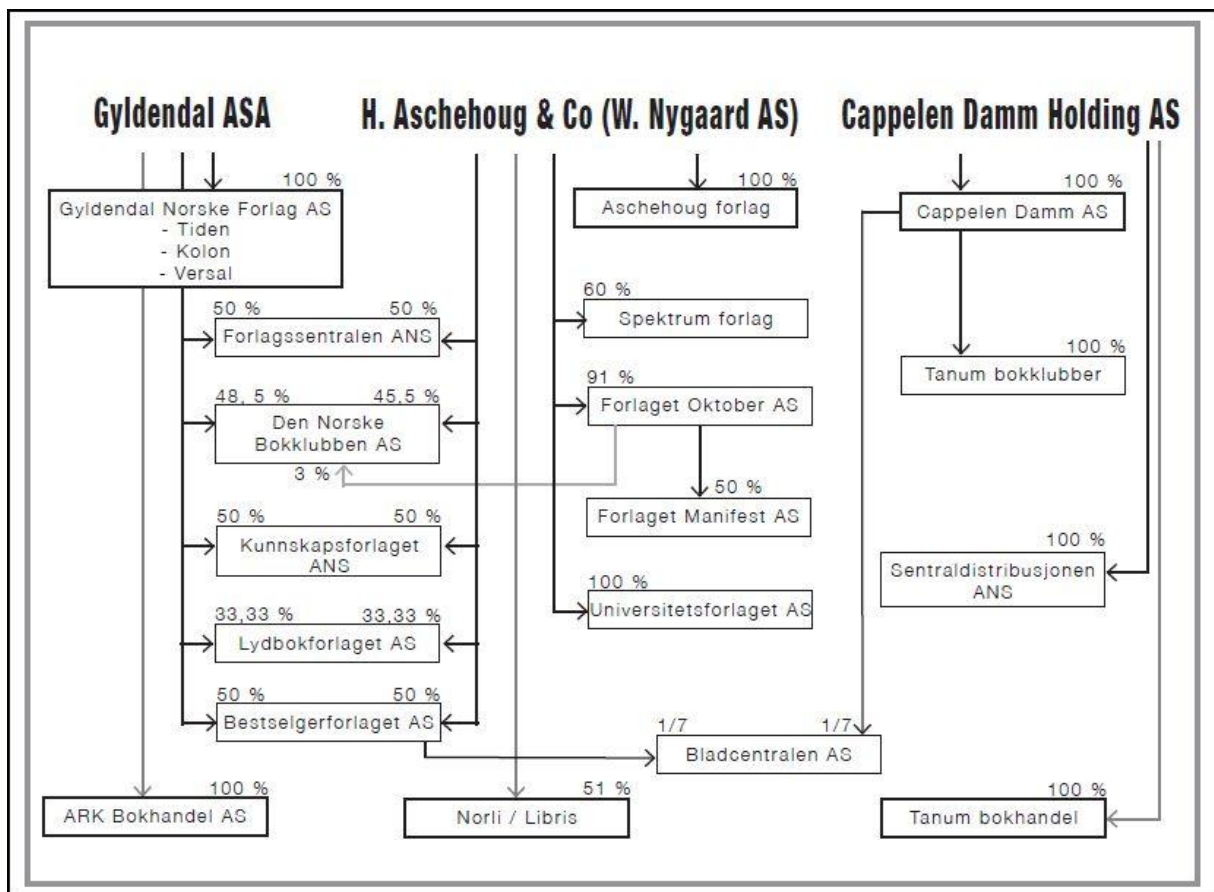 Gyldendal ASA
H. Aschehoug & Co (W. Nygaard AS)
Cappelen Damm Holding AS
100 %
Gyldendal Norske Forlag AS
- Tiden
- Kolon
- Versal
50 % 50 %
Forlagssentralen ANS
48, 5 % 45,5 %
Den Norske
Bokklubben AS
3 %
50 % 50 %
Kunnskapsforlaget
ANS
33,33 % 33,33 %
Lydbokforlaget AS
50 % 50 %
Bestselgerforlaget AS
100 %
ARK Bokhandel AS
100 %
Aschehoug forlag
60 %
Spektrum forlag
91 %
Forlaget Oktober AS
50 %
Forlaget Manifest AS
100 %
Universitetsforlaget AS
1/7 1/7
Bladcentralen AS
51 %
Norli / Libris
100 %
Cappelen Damm AS
100 %
Tanum bokklubber
100 %
Sentraldistribusjonen
ANS
100 %
Tanum bokhandel